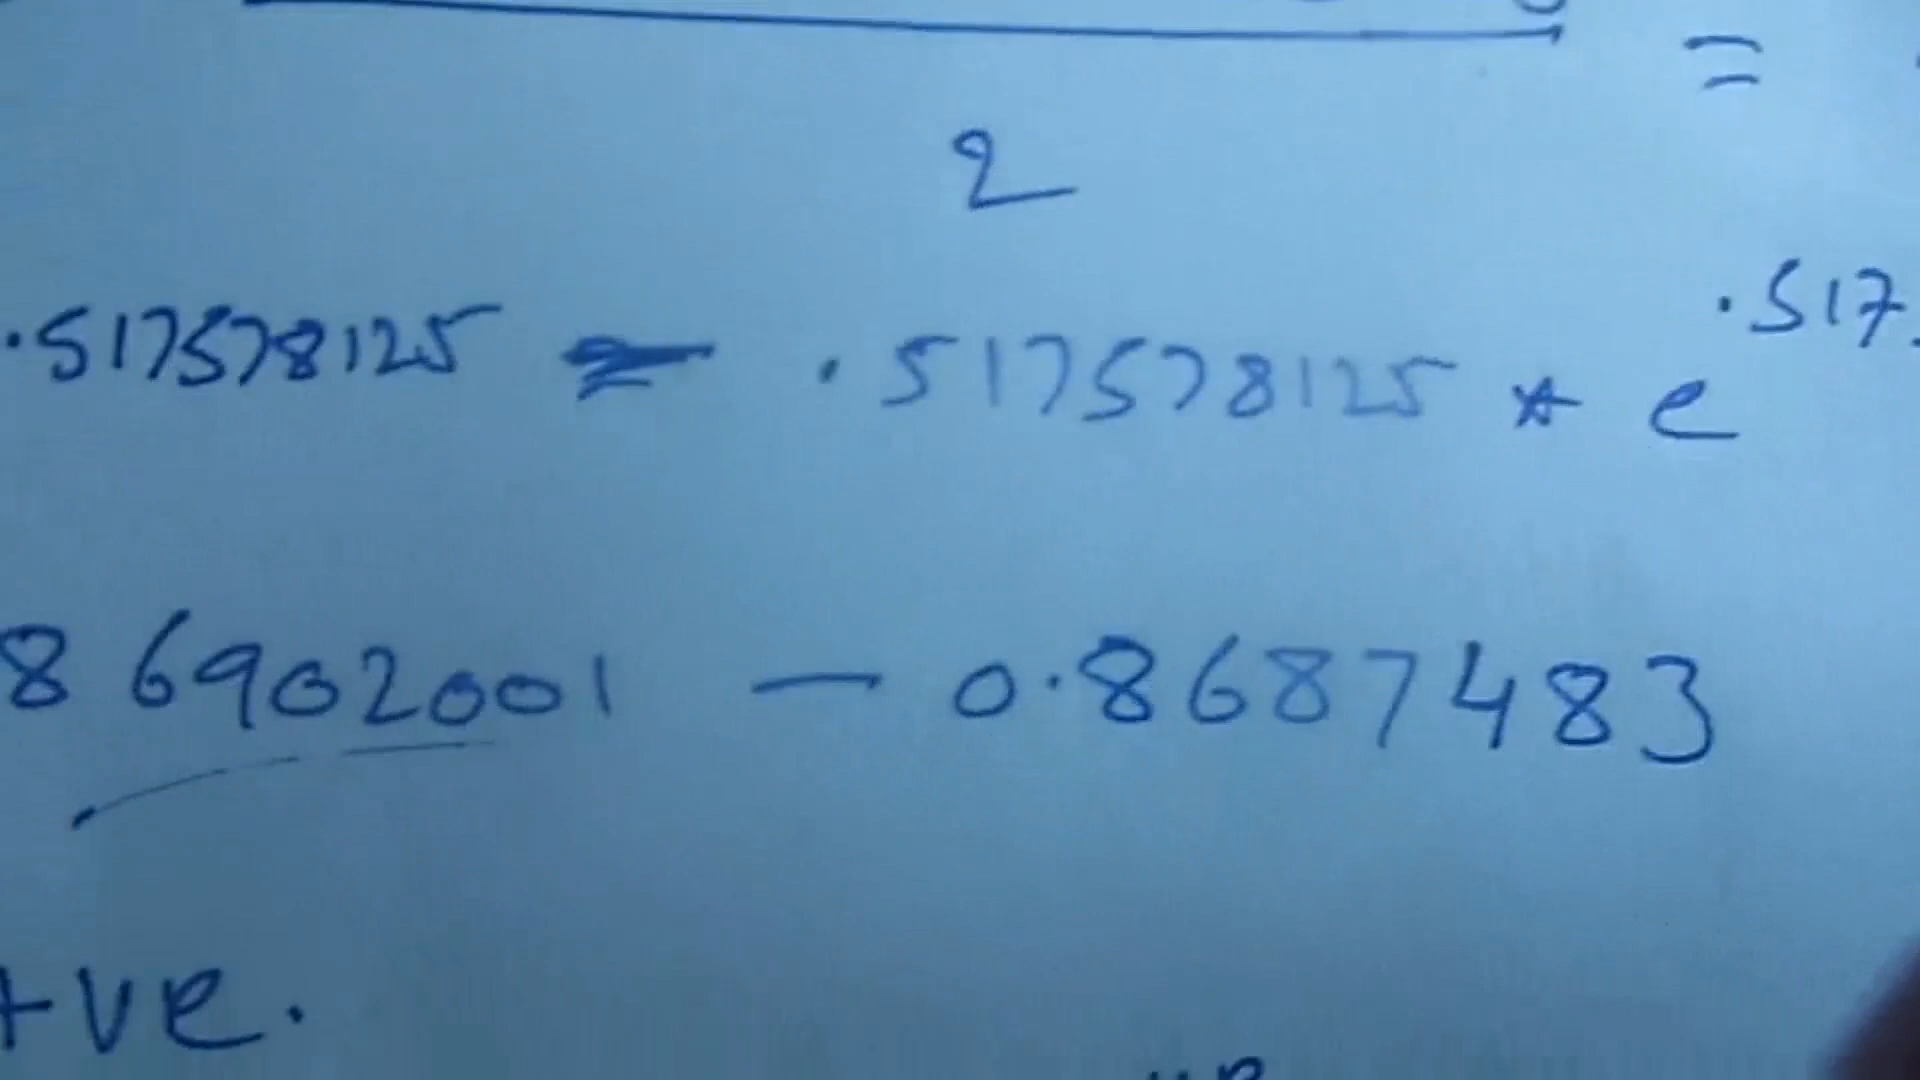 =
2
.517
.517578125 - .517578125 * e
86902001 - 0.8687483
+ve.